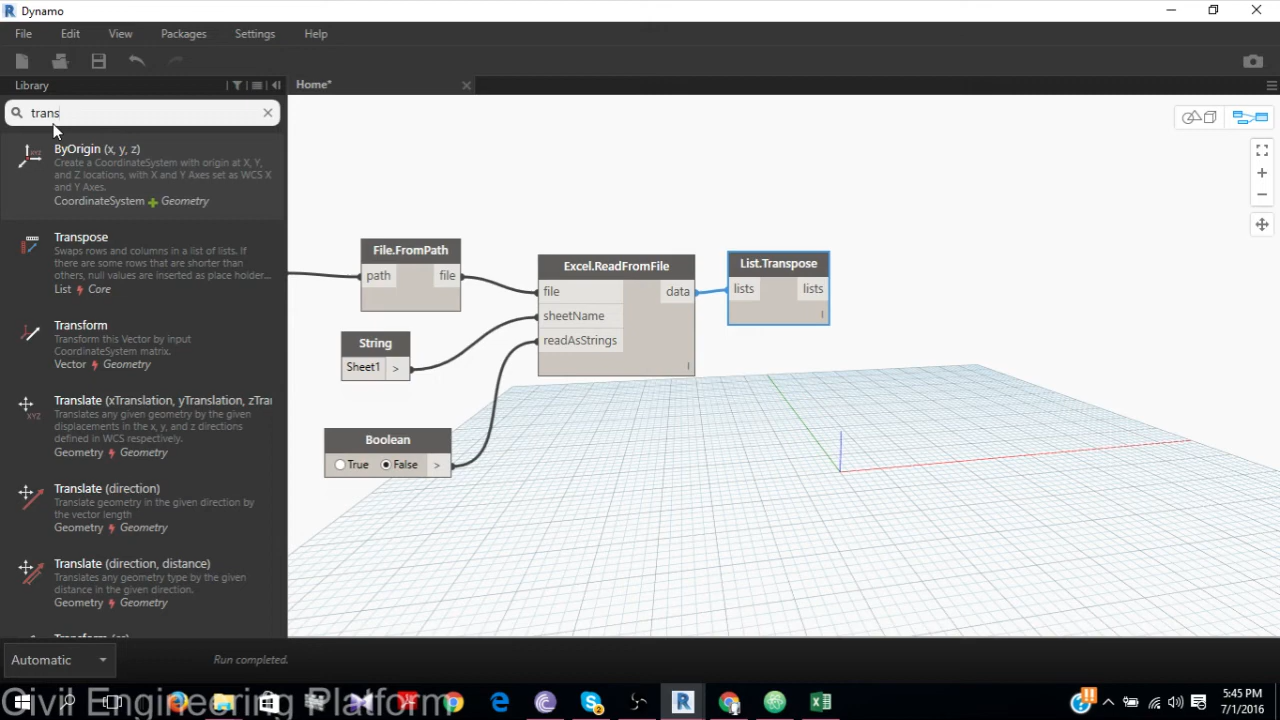 Dynamo
File Edit View Packages Settings Help
Library
Home*
trans
ByOrigin (x, y, z)
Create a CoordinateSystem with origin at X, Y,
and Z locations, with X and Y Axes set as WCS X
and Y Axes.
CoordinateSystem Geometry
Transpose
Swaps rows and columns in a list of lists. If
there are some rows that are shorter than
others, null values are inserted as place holder...
List Core
Transform
Transform this Vector by input
CoordinateSystem matrix.
Vector Geometry
Translate (xTranslation, yTranslation, zTra
Translates any given geometry by the given
displacements in the x, y, and z directions
defined in WCS respectively.
Geometry Geometry
Translate (direction)
Translate geometry in the given direction by
the vector length
Geometry Geometry
Translate (direction, distance)
Translates any geometry type by the given
distance in the given direction.
Geometry Geometry
File.FromPath
path file
String
Sheet1 >
Boolean
True False >
Excel.ReadFromFile
file data
sheetName
readAsStrings
l
List.Transpose
lists lists
l
Automatic
Run completed.
Civil Engineering Platform
5:45 PM
7/1/2016